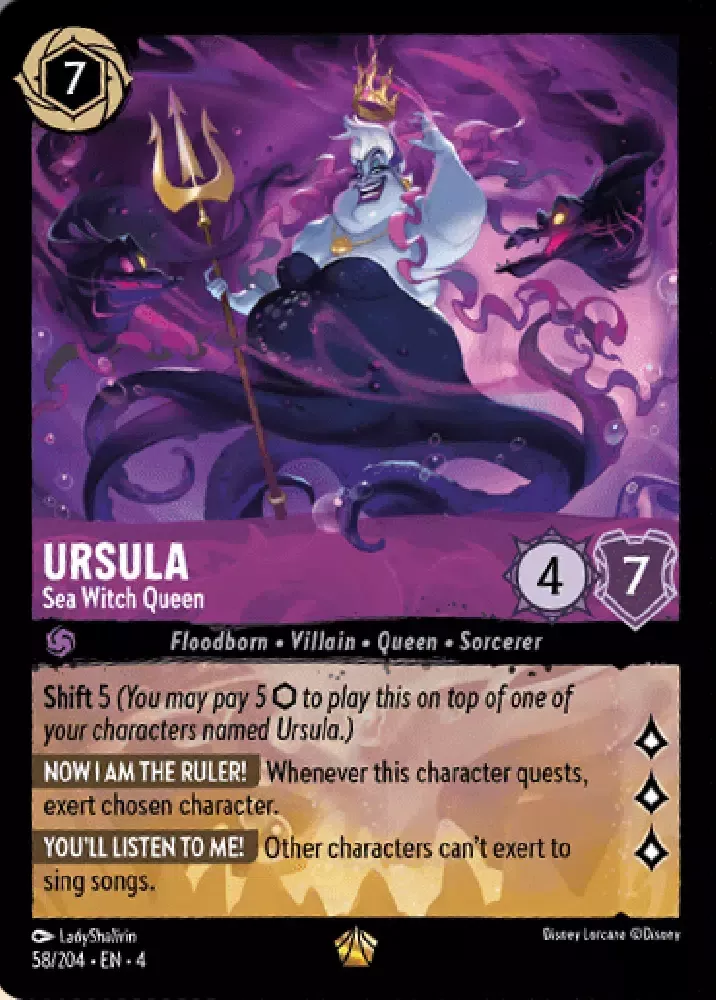 7
URSULA
Sea Witch Queen
4
7
Floodborn • Villain • Queen • Sorcerer
Shift 5 (You may pay 5 to play this on top of one of
your characters named Ursula.)
NOW I AM THE RULER! Whenever this character quests,
exert chosen character.
YOU'LL LISTEN TO ME! Other characters can't exert to
sing songs.
LadyShalirin
Disney Lorcana ©Disney
58/204 • EN • 4